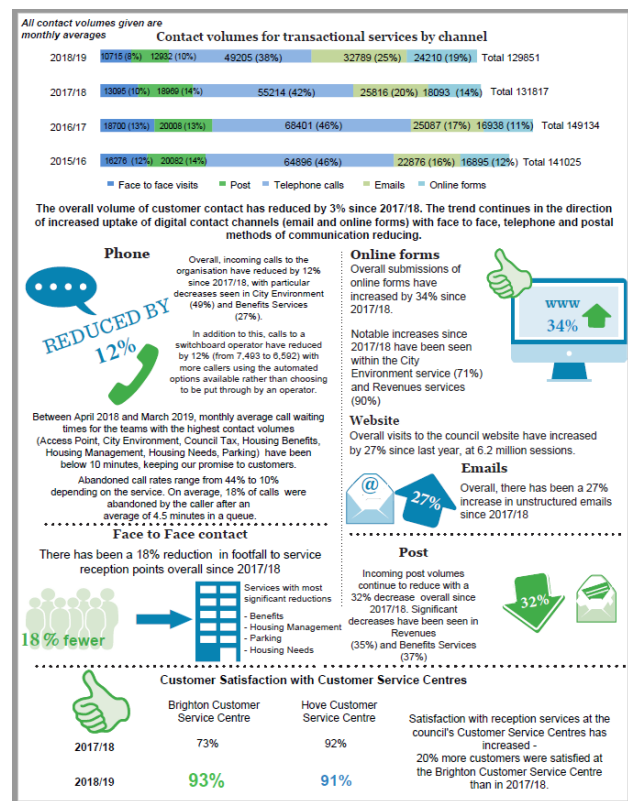 All contact volumes given are
monthly averages
Contact volumes for transactional services by channel
2018/19 10715 (8%) 12932 (10%) 49205 (38%) 32789 (25%) 24210 (19%) Total 129851
2017/18 13095 (10%) 18969 (14%) 55214 (42%) 25816 (20%) 18093 (14%) Total 131817
2016/17 18700 (13%) 20006 (13%) 68401 (46%) 25087 (17%) 16938 (11%) Total 149134
2015/16 16276 (12%) 20082 (14%) 64896 (46%) 22876 (16%) 16895 (12%) Total 141025
Face to face visits Post Telephone calls Emails Online forms
The overall volume of customer contact has reduced by 3% since 2017/18. The trend continues in the direction
of increased uptake of digital contact channels (email and online forms) with face to face, telephone and postal
methods of communication reducing.
Phone
REDUCED BY
12%
Overall, incoming calls to the
organisation have reduced by 12%
since 2017/18, with particular
decreases seen in City Environment
(49%) and Benefits Services
(27%).
In addition to this, calls to a
switchboard operator have reduced
by 12% (from 7,493 to 6,592) with
more callers using the automated
options available rather than choosing
to be put through by an operator.
Between April 2018 and March 2019, monthly average call waiting
times for the teams with the highest contact volumes
(Access Point, City Environment, Council Tax, Housing Benefits,
Housing Management, Housing Needs, Parking) have been
below 10 minutes, keeping our promise to customers.
Abandoned call rates range from 44% to 10%
depending on the service. On average, 18% of calls were
abandoned by the caller after an
average of 4.5 minutes in a queue.
Online forms
Overall submissions of
online forms have
increased by 34% since
2017/18.
Notable increases since
2017/18 have been seen
within the City
Environment service (71%)
and Revenues services
(90%)
www
34%
Website
Overall visits to the council website have increased
by 27% since last year, at 6.2 million sessions.
Emails
@
27%
Overall, there has been a 27%
increase in unstructured emails
since 2017/18
Face to Face contact
There has been a 18% reduction in footfall to service
reception points overall since 2017/18
18% fewer
Services with most
significant reductions
- Benefits
- Housing Management
- Parking
- Housing Needs
Post
Incoming post volumes
continue to reduce with a
32% decrease overall since
2017/18. Significant
decreases have been seen in
Revenues
(35%) and Benefits Services
(37%)
32%
Customer Satisfaction with Customer Service Centres
Brighton Customer
Service Centre
Hove Customer
Service Centre
2017/18 73% 92%
2018/19 93% 91%
Satisfaction with reception services at the
council's Customer Service Centres has
increased -
20% more customers were satisfied at
the Brighton Customer Service Centre
than in 2017/18.